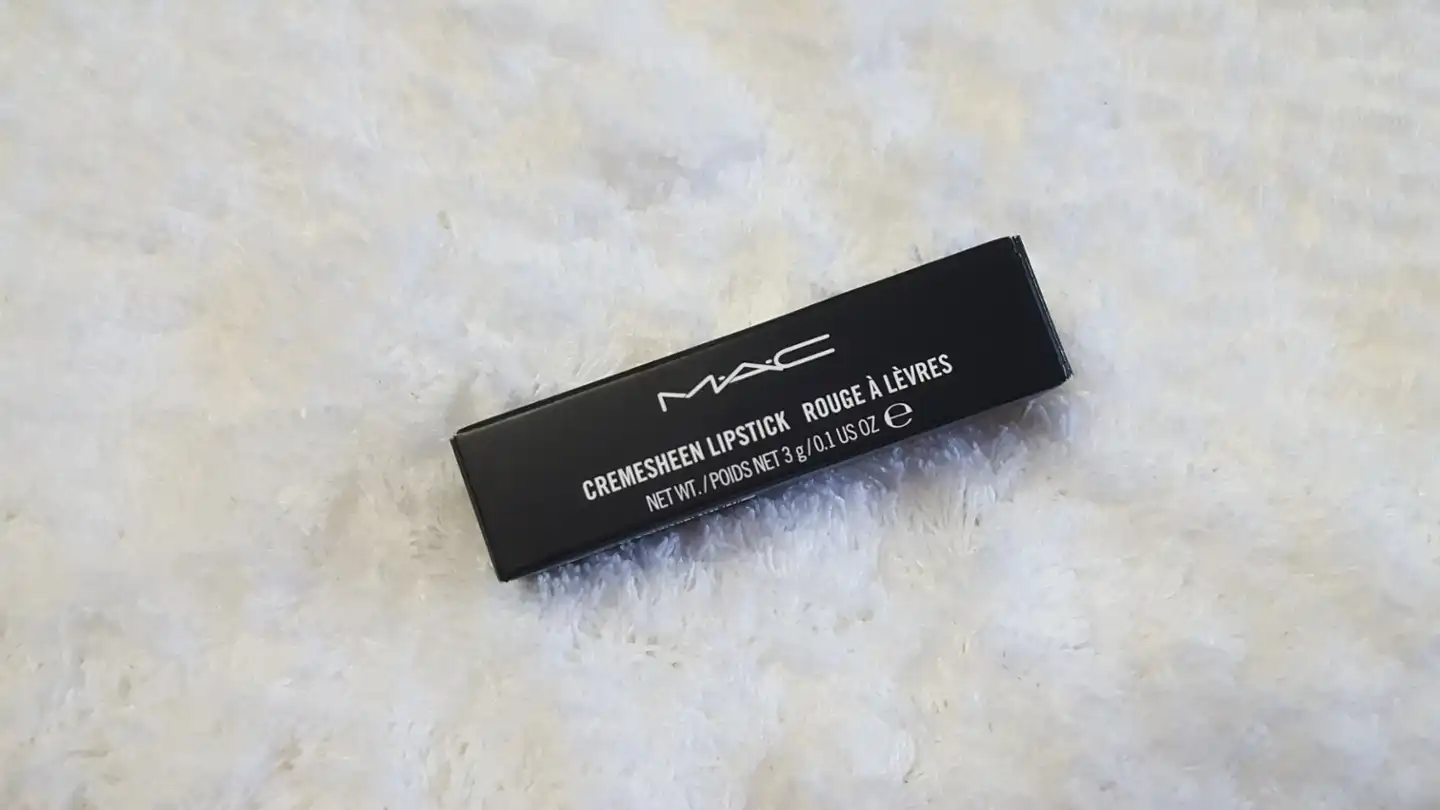 M·A·C
CREMESHEEN LIPSTICK ROUGE À LÈVRES
NET WT./POIDS NET 3 g/0.1 US OZ ℮